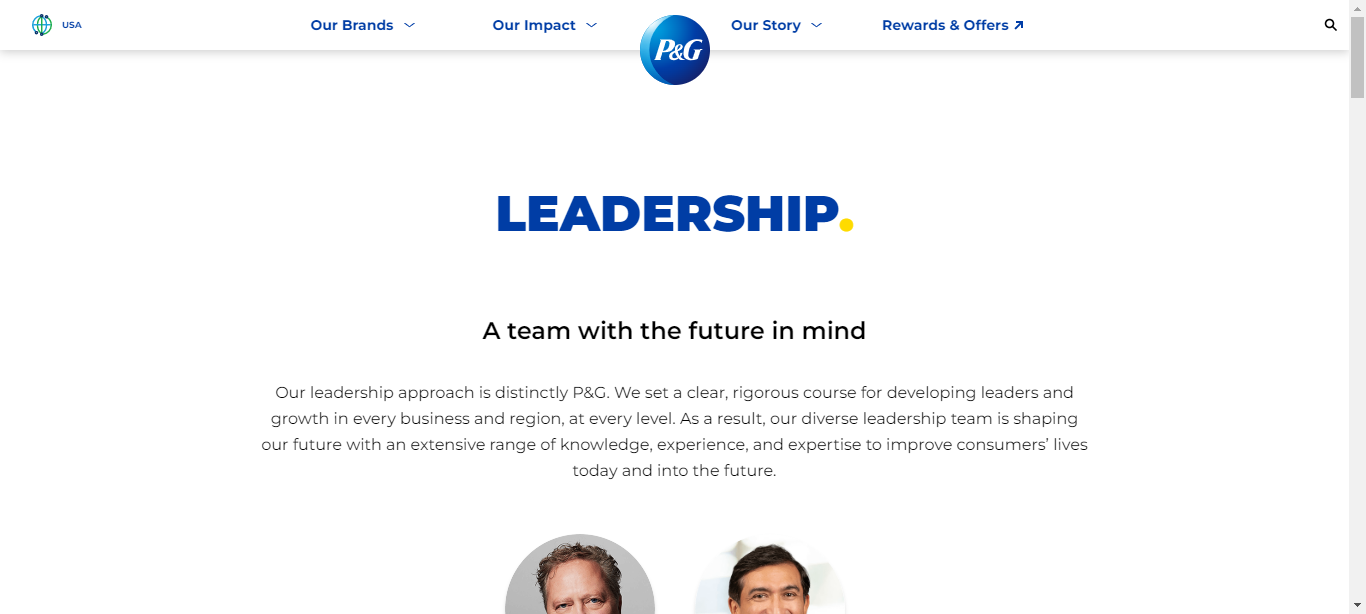 USA
Our Brands
Our Impact
P&G
Our Story
Rewards & Offers
LEADERSHIP.
A team with the future in mind
Our leadership approach is distinctly P&G. We set a clear, rigorous course for developing leaders and
growth in every business and region, at every level. As a result, our diverse leadership team is shaping
our future with an extensive range of knowledge, experience, and expertise to improve consumers’ lives
today and into the future.